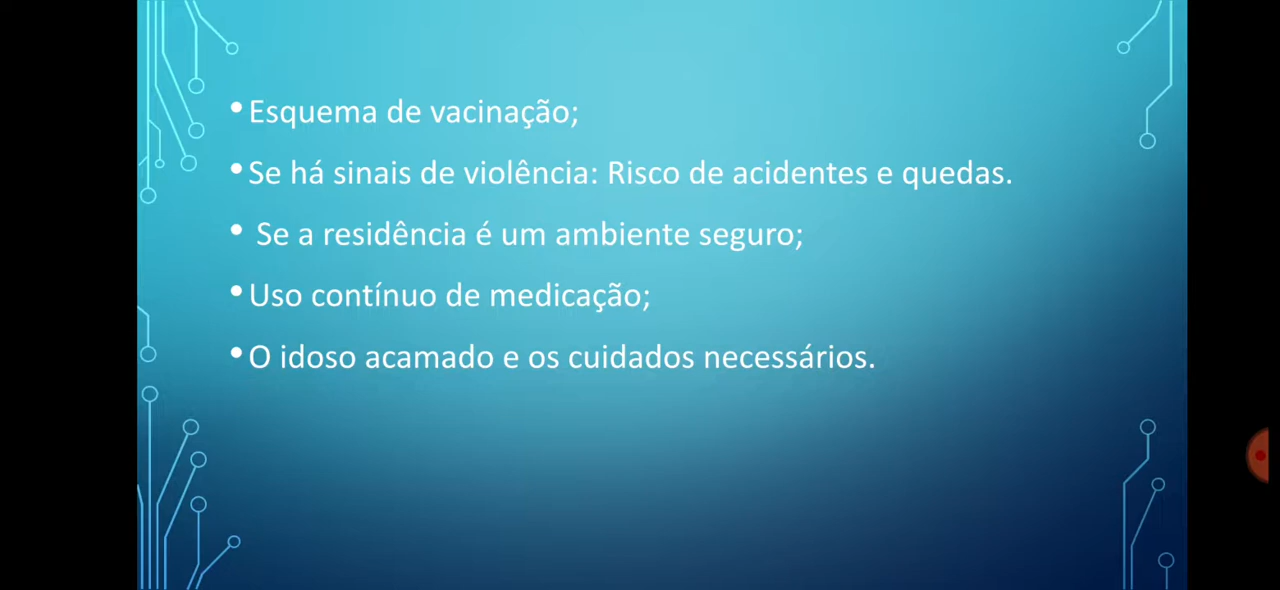 •Esquema de vacinação;
•Se há sinais de violência: Risco de acidentes e quedas.
• Se a residência é um ambiente seguro;
•Uso contínuo de medicação;
•O idoso acamado e os cuidados necessários.